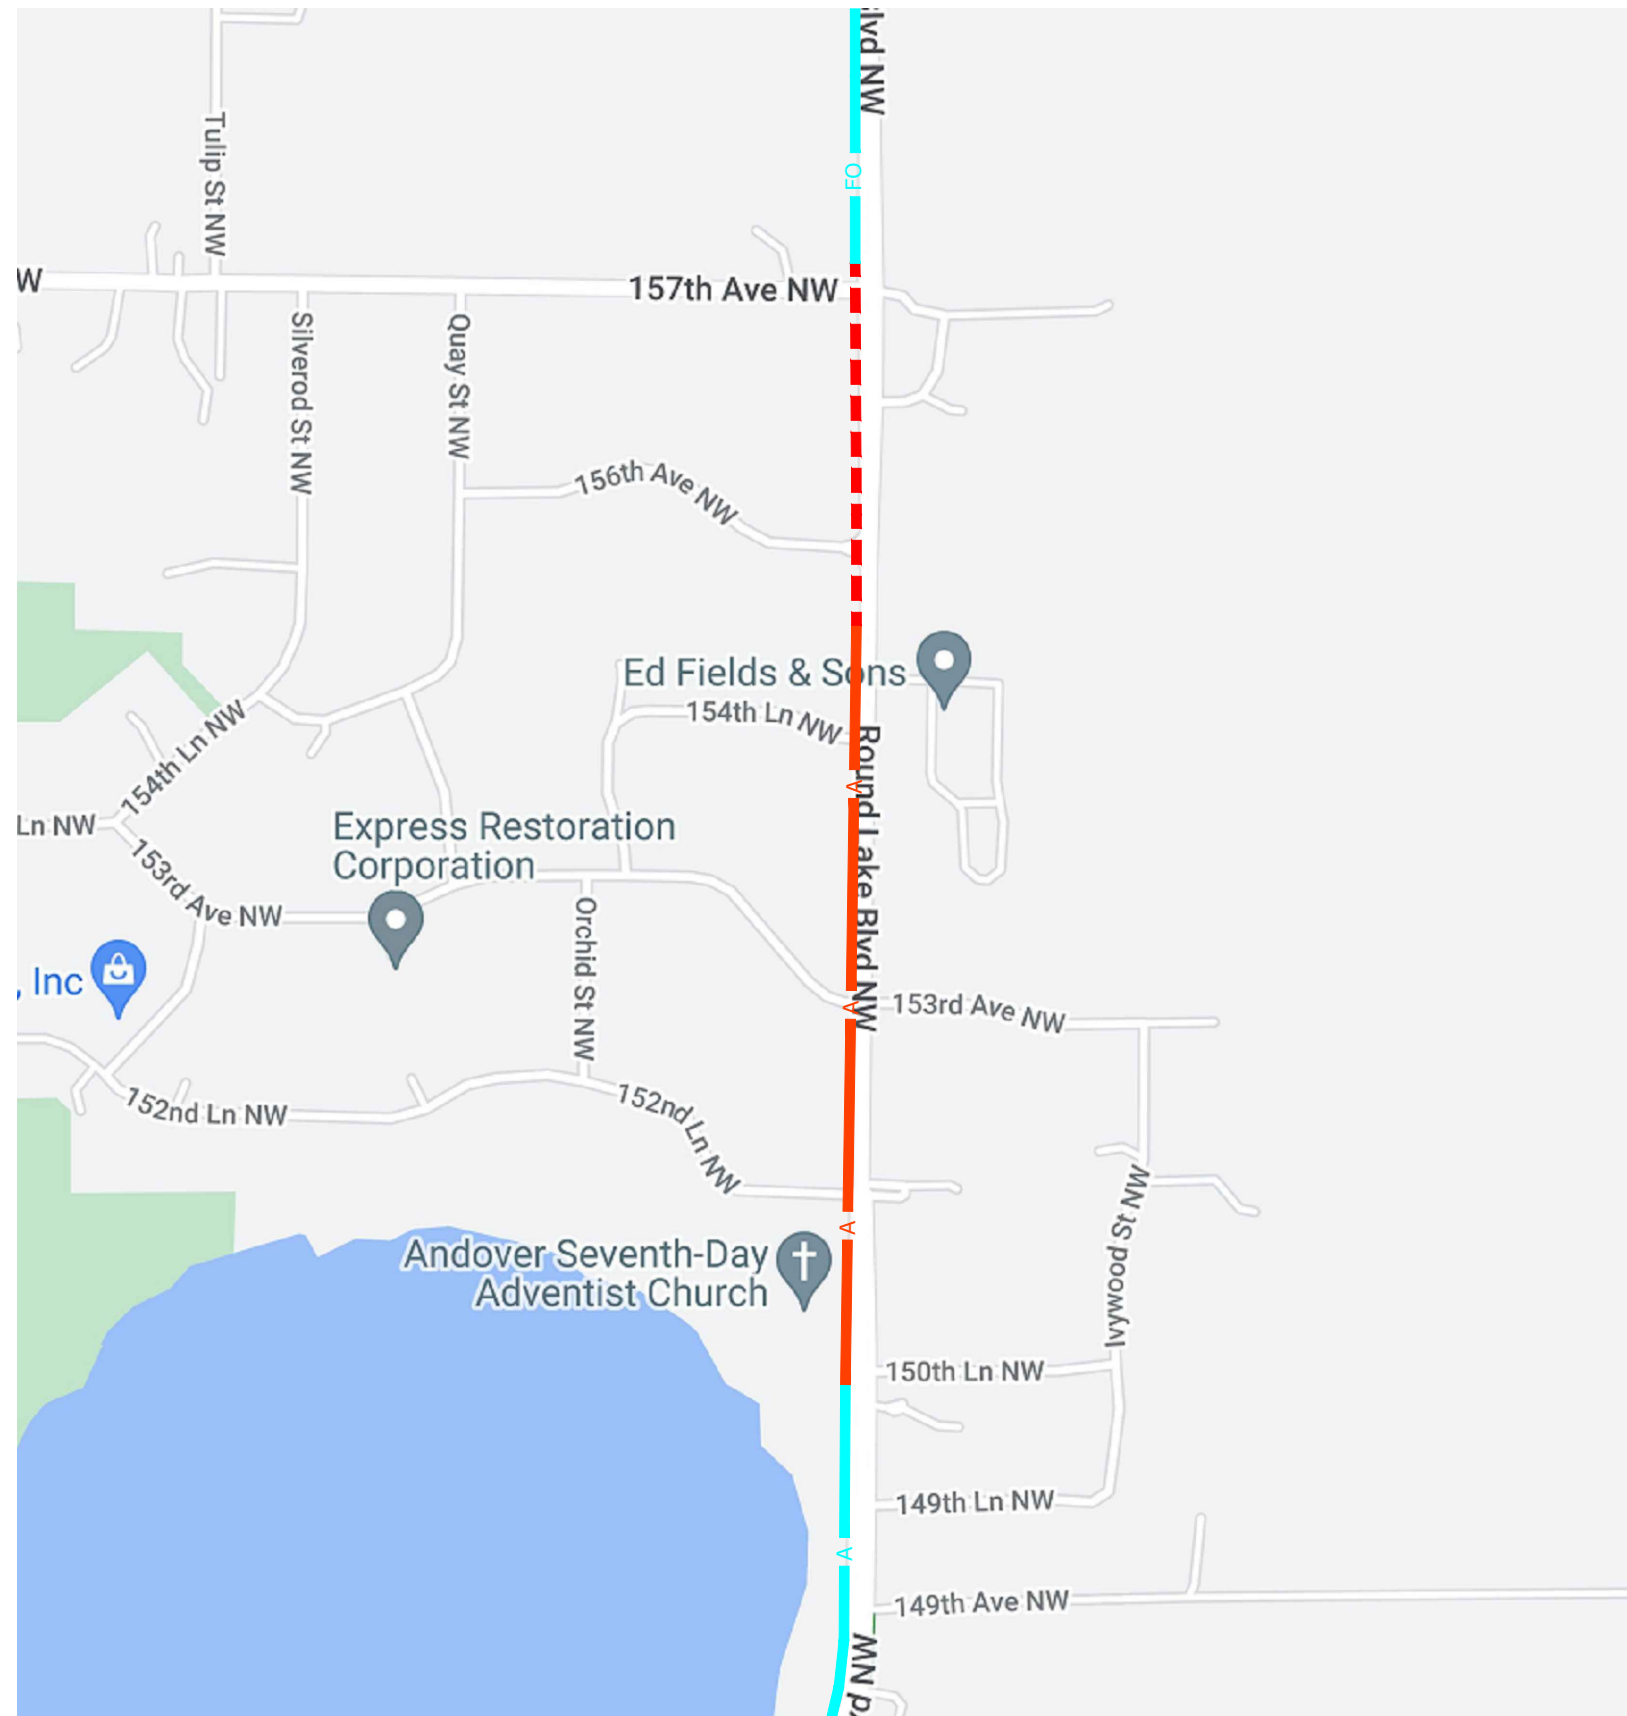 lvd NW
FO
Tulip St NW
W
157th Ave NW
Silverod St NW
Quay St NW
156th Ave NW
Ed Fields & Sons
154th Ln NW
154th Ln NW
Round Lake Blvd NW
A
Ln NW
Express Restoration
Corporation
153rd Ave NW
Orchid St NW
, Inc
A
153rd Ave NW
152nd Ln NW
152nd Ln NW
Ivywood St NW
A
Andover Seventh-Day
Adventist Church
150th Ln NW
149th Ln NW
A
149th Ave NW
d NW